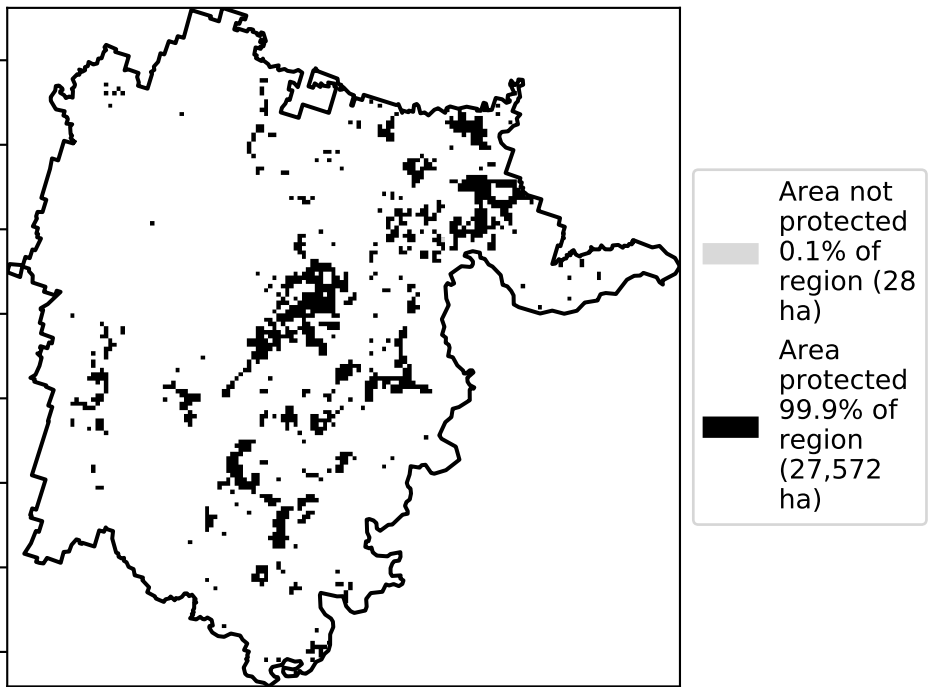 Area not
protected
0.1% of
region (28
ha)
Area
protected
99.9% of
region
(27,572
ha)